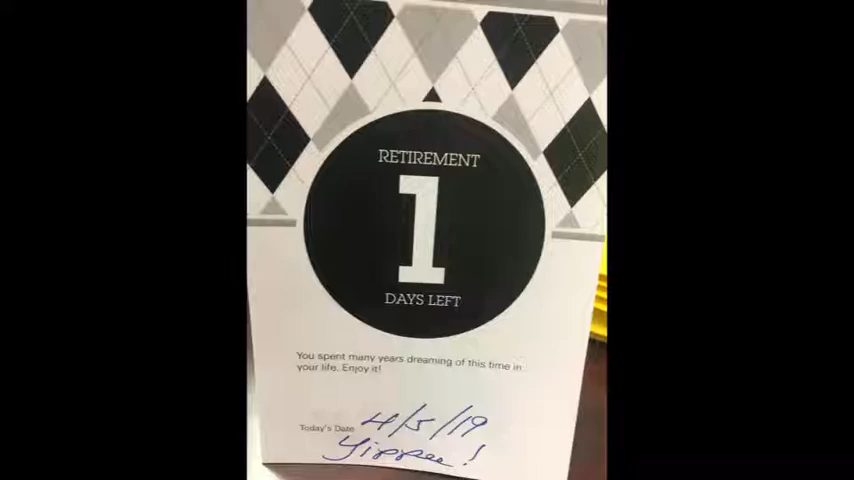 RETIREMENT
1
DAYS LEFT
You spent many years dreaming of this time in
your life. Enjoy it!
Today's Date 4/5/19
Yippee!